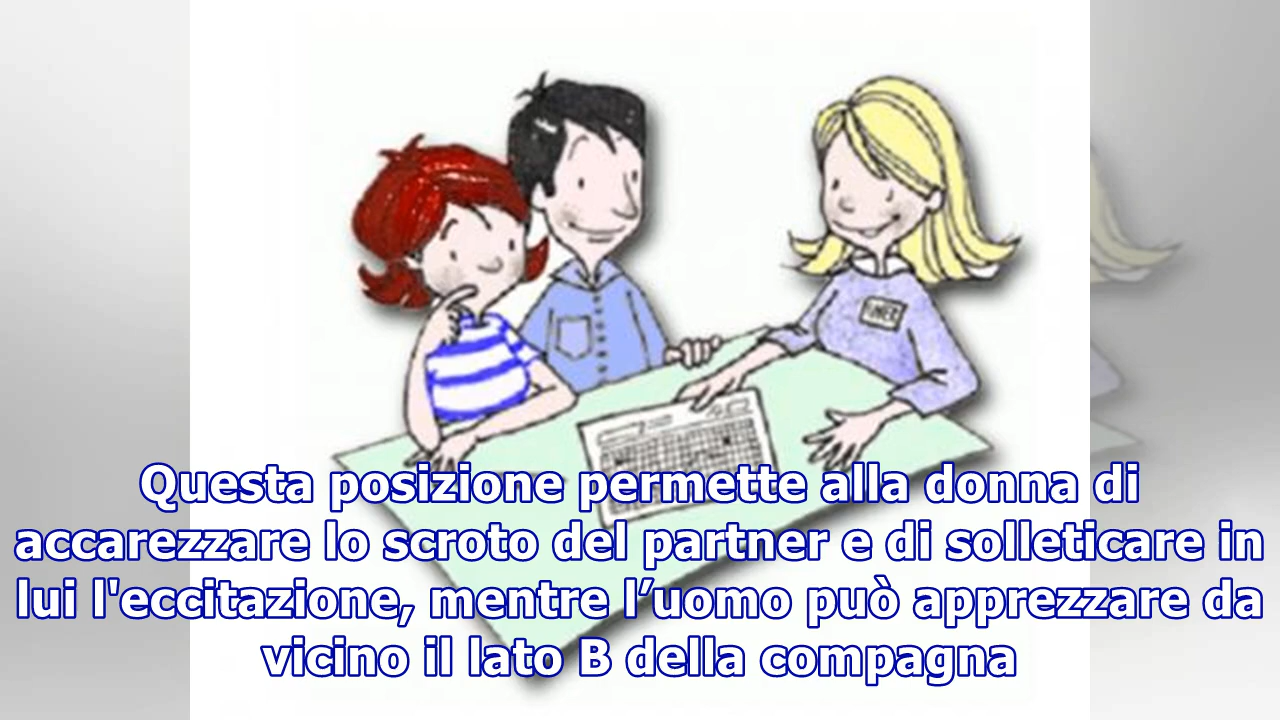 Questa posizione permette alla donna di
accarezzare lo scroto del partner e di solleticare in
lui l'eccitazione, mentre l’uomo può apprezzare da
vicino il lato B della compagna